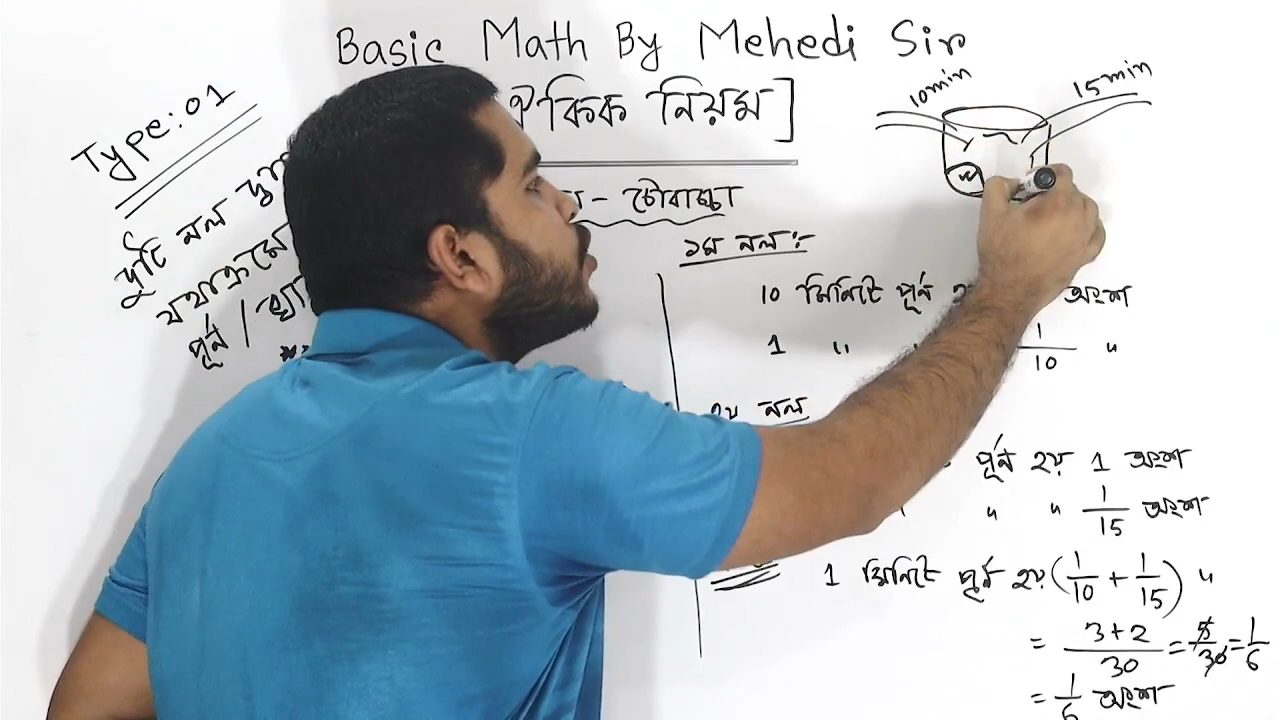 Basic Math By Mehedi Sir
ঐকিক নিয়ম]
Type: 01
- চৌবাচ্চা
10min
15min
দুটি নল
যথাক্রমে
পূর্ন /
১ম নল:
10 মিনিটে পূর্ন অংশ
1 " 1/10 "
নল
পূর্ন হয় 1 অংশ
" " 1/15 অংশ
1 মিনিটে পূর্ন হয় (1/10 + 1/15) "
= 3+2/30 = 5/30 = 1/6
= 1/6 অংশ